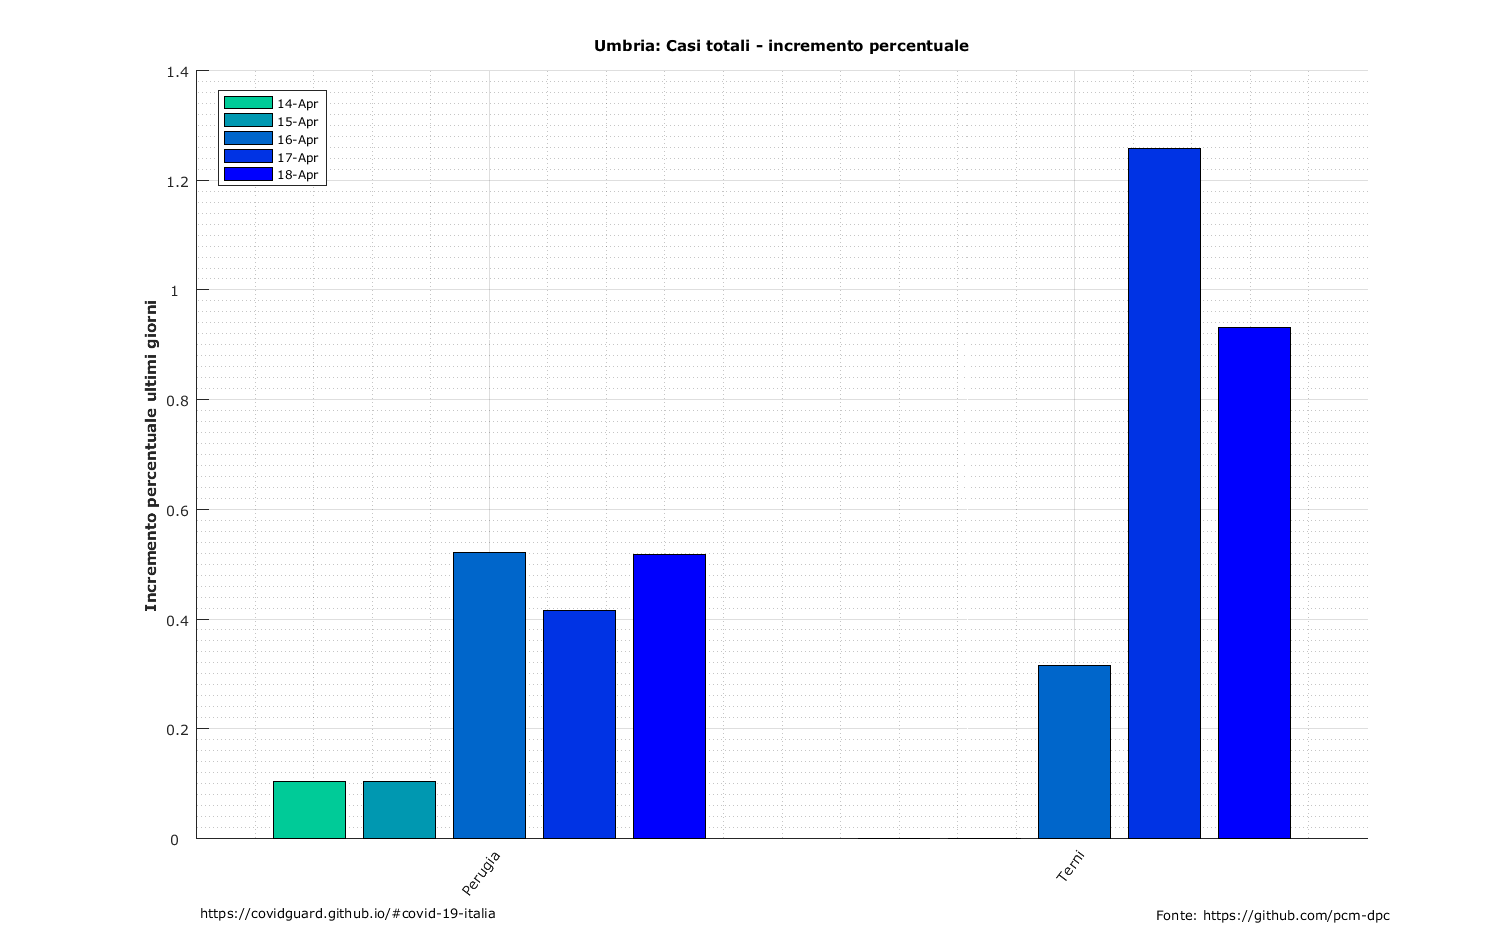 Umbria: Casi totali - incremento percentuale
1.4
1.2
1
0.8
0.6
0.4
0.2
0
Incremento percentuale ultimi giorni
14-Apr
15-Apr
16-Apr
17-Apr
18-Apr
Perugia
Terni
https://covidguard.github.io/#covid-19-italia
Fonte: https://github.com/pcm-dpc